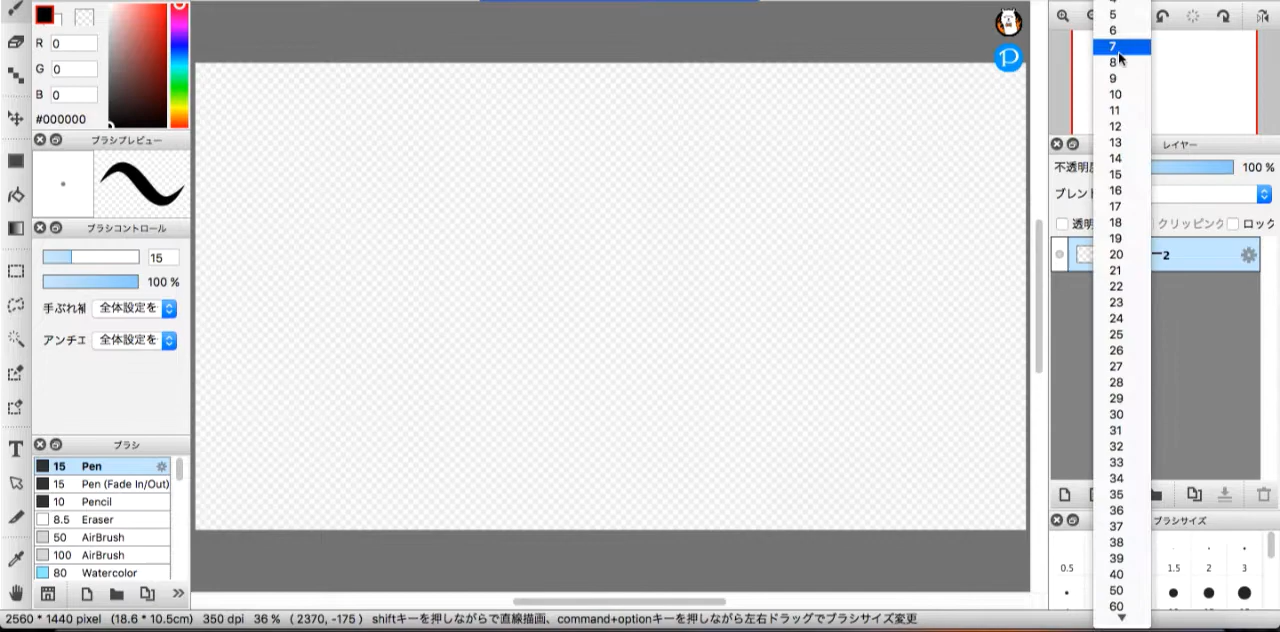 R 0
G 0
B 0
#000000
ブラシプレビュー
ブラシコントロール
15
100 %
手ぶれ補 全体設定を
アンチエ 全体設定を
ブラシ
15 Pen
15 Pen (Fade In/Out)
10 Pencil
8.5 Eraser
50 AirBrush
100 AirBrush
80 Watercolor
P
5
6
7
8
9
10
11
12
13
14
15
16
17
18
19
20
21
22
23
24
25
26
27
28
29
30
31
32
33
34
35
36
37
38
39
40
50
60
レイヤー
不透明度 100 %
ブレンド
透明 クリッピング ロック
ー2
ブラシサイズ
0.5 1.5 2 3
2560 * 1440 pixel (18.6 * 10.5cm) 350 dpi 36 % ( 2370, -175 ) shiftキーを押しながらで直線描画、command+optionキーを押しながら左右ドラッグでブラシサイズ変更